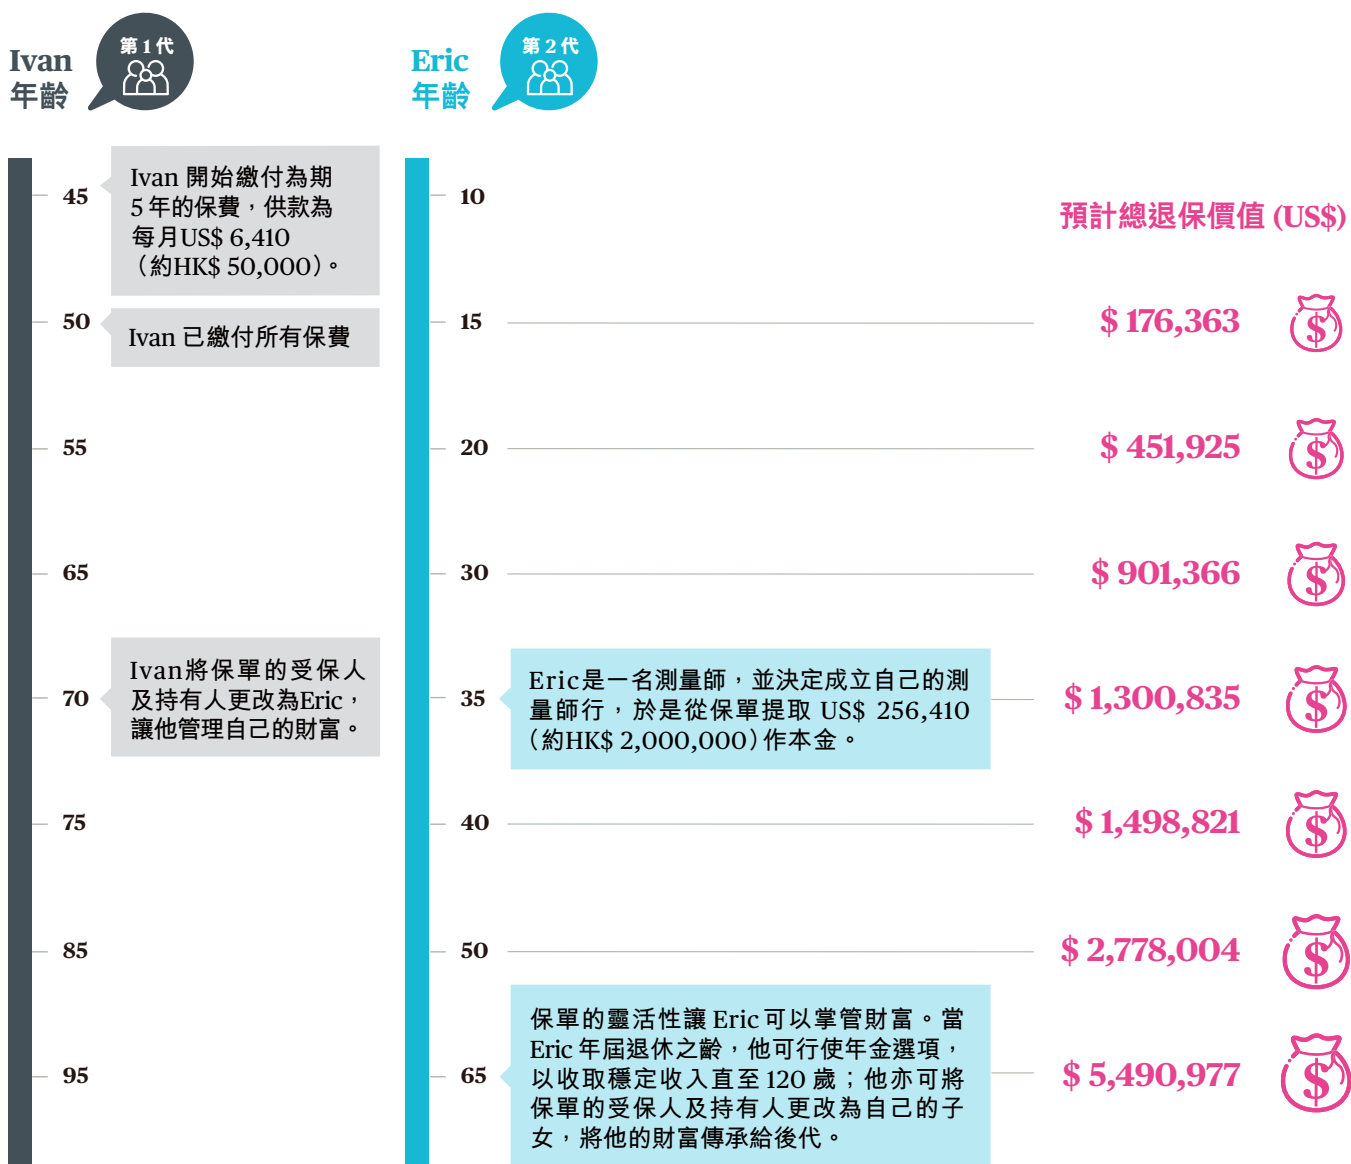 Ivan
年齡
第 1 代
Eric
年齡
第 2 代
預計總退保價值 (US$)
45
Ivan 開始繳付為期
5 年的保費，供款為
每月US$ 6,410
（約HK$ 50,000）。
10
50
Ivan 已繳付所有保費
15
$ 176,363
55
20
$ 451,925
65
30
$ 901,366
70
Ivan將保單的受保人
及持有人更改為Eric，
讓他管理自己的財富。
35
Eric是一名測量師，並決定成立自己的測
量師行，於是從保單提取 US$ 256,410
（約HK$ 2,000,000）作本金。
$ 1,300,835
75
40
$ 1,498,821
85
50
$ 2,778,004
95
65
保單的靈活性讓 Eric 可以掌管財富。當
Eric 年屆退休之齡，他可行使年金選項，
以收取穩定收入直至 120 歲；他亦可將
保單的受保人及持有人更改為自己的子
女，將他的財富傳承給後代。
$ 5,490,977